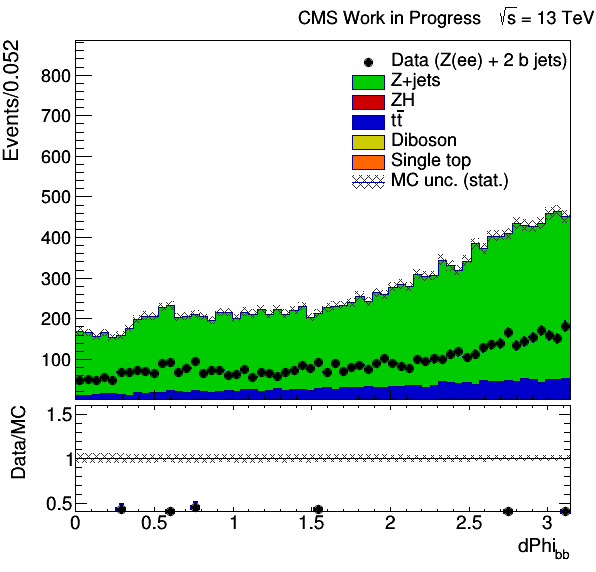 CMS Work in Progress √s = 13 TeV
Events/0.052
800
700
600
500
400
300
200
100
Data (Z(ee) + 2 b jets)
Z+jets
ZH
tt̅
Diboson
Single top
MC unc. (stat.)
Data/MC
1.5
1
0.5
0 0.5 1 1.5 2 2.5 3
dPhi_bb